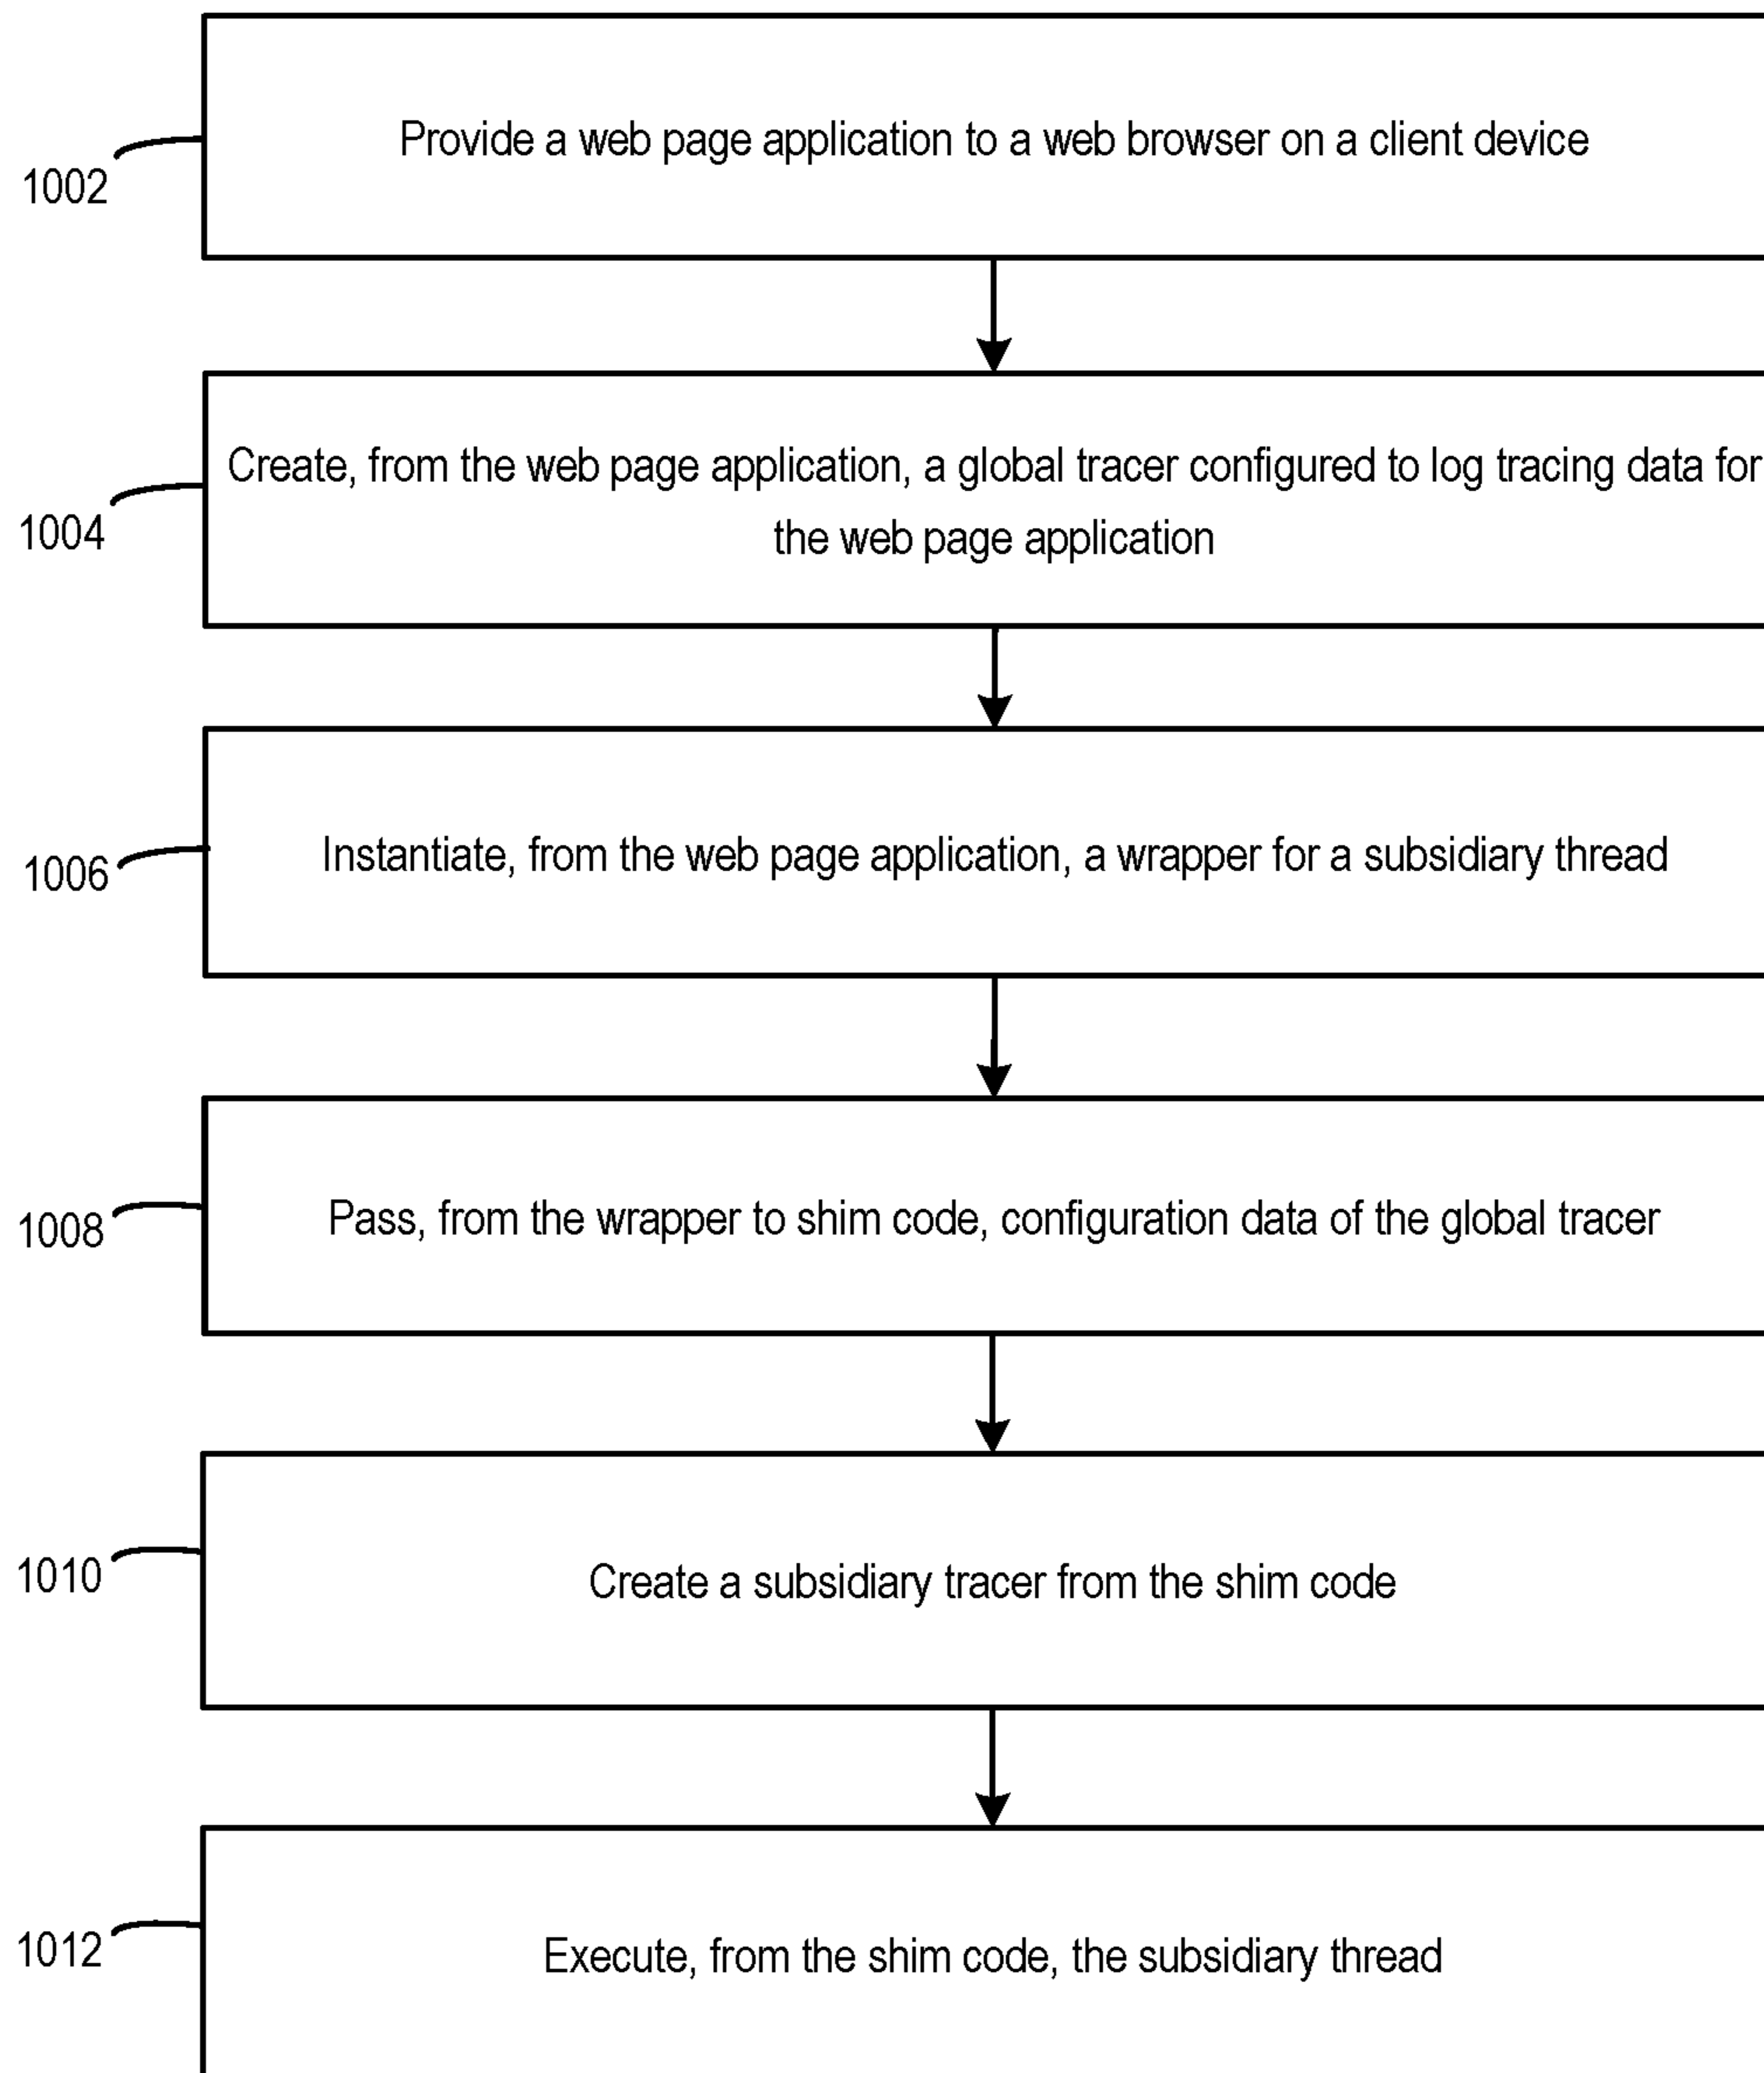 Provide a web page application to a web browser on a client device
1002
Create, from the web page application, a global tracer configured to log tracing data for
the web page application
1004
Instantiate, from the web page application, a wrapper for a subsidiary thread
1006
Pass, from the wrapper to shim code, configuration data of the global tracer
1008
Create a subsidiary tracer from the shim code
1010
Execute, from the shim code, the subsidiary thread
1012